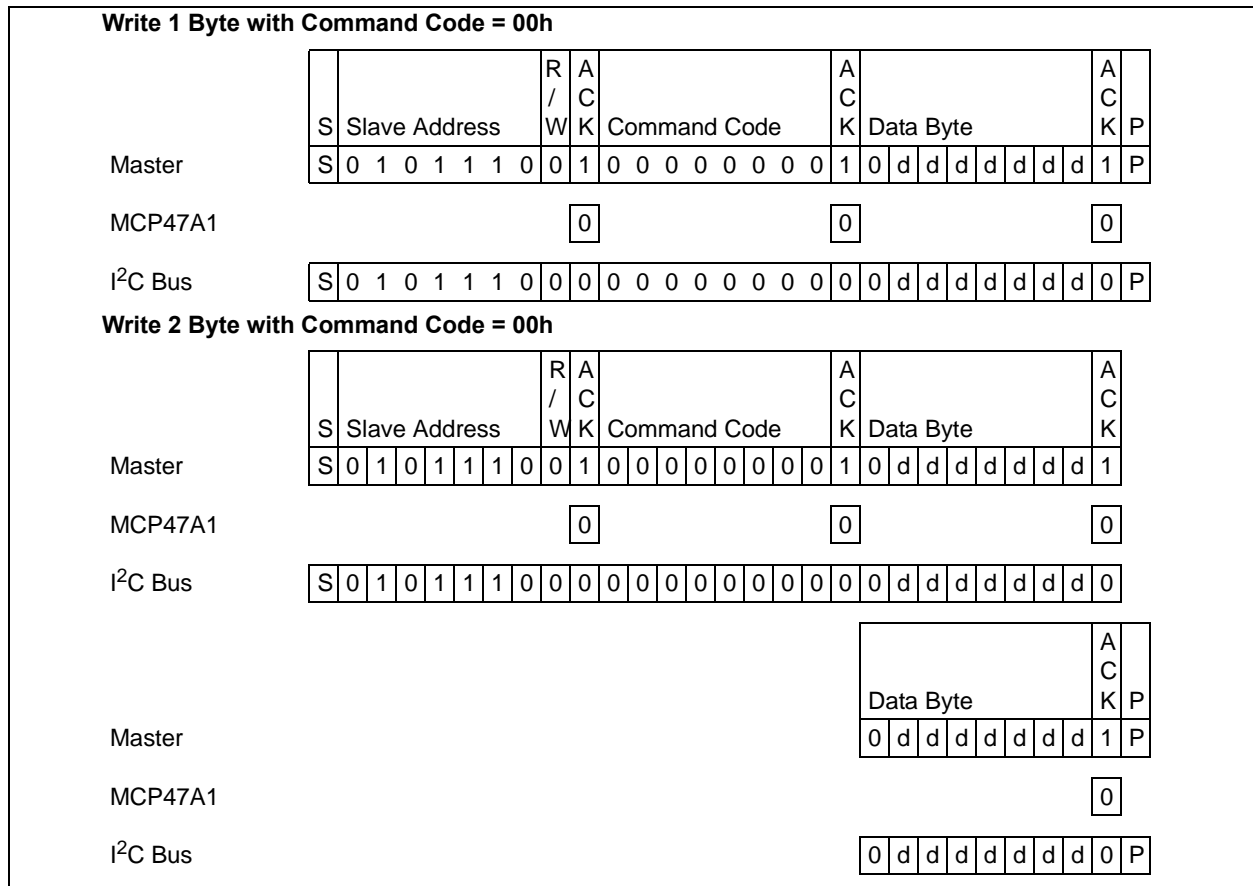 Write 1 Byte with Command Code = 00h
R A A A
/ C C C
S Slave Address W K Command Code K Data Byte K P
Master S 0 1 0 1 1 1 0 0 1 0 0 0 0 0 0 0 0 1 0 d d d d d d d 1 P
MCP47A1 0 0 0
I2C Bus S 0 1 0 1 1 1 0 0 0 0 0 0 0 0 0 0 0 0 0 d d d d d d d 0 P
Write 2 Byte with Command Code = 00h
R A A A
/ C C C
S Slave Address W K Command Code K Data Byte K
Master S 0 1 0 1 1 1 0 0 1 0 0 0 0 0 0 0 0 1 0 d d d d d d d 1
MCP47A1 0 0 0
I2C Bus S 0 1 0 1 1 1 0 0 0 0 0 0 0 0 0 0 0 0 0 d d d d d d d 0
A
C
Data Byte K P
Master 0 d d d d d d d 1 P
MCP47A1 0
I2C Bus 0 d d d d d d d 0 P